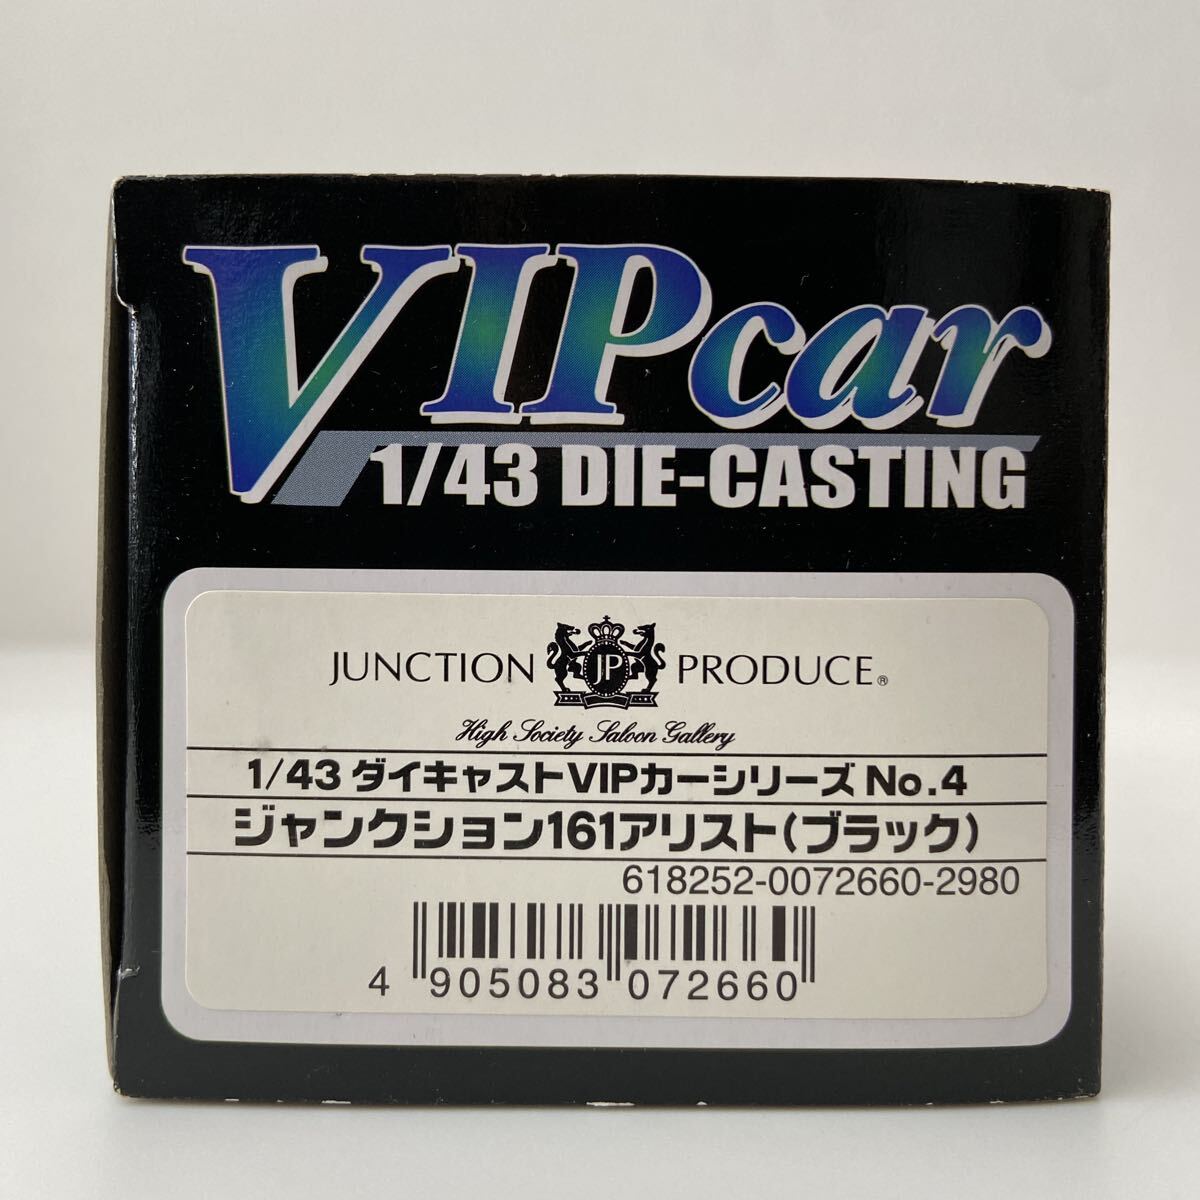 VIPcar
1/43 DIE-CASTING
JUNCTION JP PRODUCE®
High Society Saloon Gallery
1/43 ダイキャストVIPカーシリーズ No.4
ジャンクション161アリスト(ブラック)
618252-0072660-2980
4 905083 072660